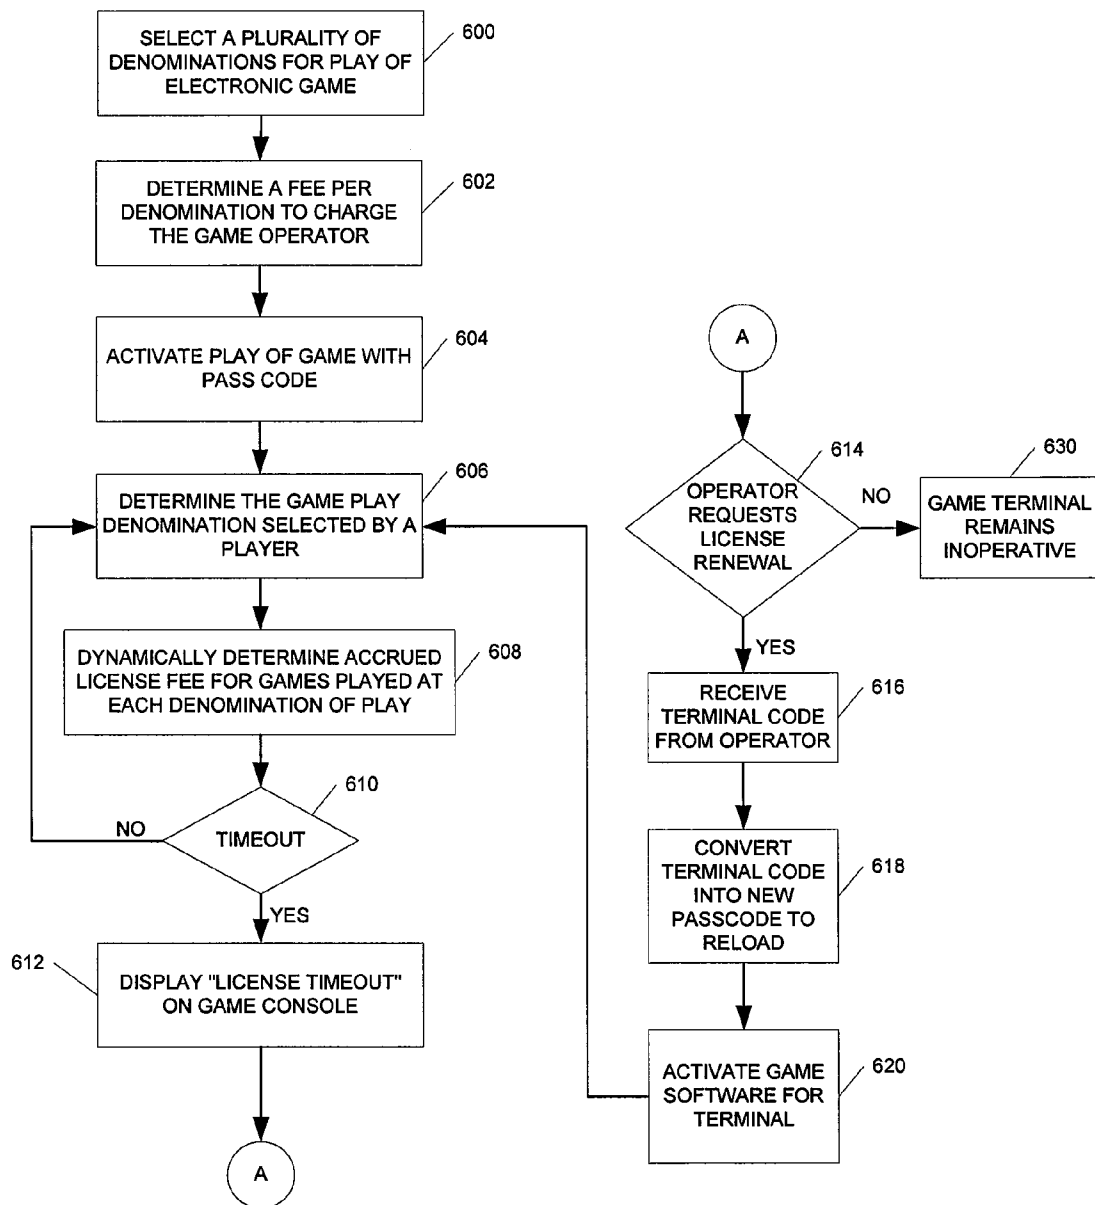 SELECT A PLURALITY OF
DENOMINATIONS FOR PLAY OF
ELECTRONIC GAME
600
DETERMINE A FEE PER
DENOMINATION TO CHARGE
THE GAME OPERATOR
602
ACTIVATE PLAY OF GAME WITH
PASS CODE
604
DETERMINE THE GAME PLAY
DENOMINATION SELECTED BY A
PLAYER
606
DYNAMICALLY DETERMINE ACCRUED
LICENSE FEE FOR GAMES PLAYED AT
EACH DENOMINATION OF PLAY
608
TIMEOUT
610
NO
YES
612
DISPLAY "LICENSE TIMEOUT"
ON GAME CONSOLE
A
A
OPERATOR
REQUESTS
LICENSE
RENEWAL
614
NO
GAME TERMINAL
REMAINS
INOPERATIVE
630
YES
RECEIVE
TERMINAL CODE
FROM OPERATOR
616
CONVERT
TERMINAL CODE
INTO NEW
PASSCODE TO
RELOAD
618
ACTIVATE GAME
SOFTWARE FOR
TERMINAL
620